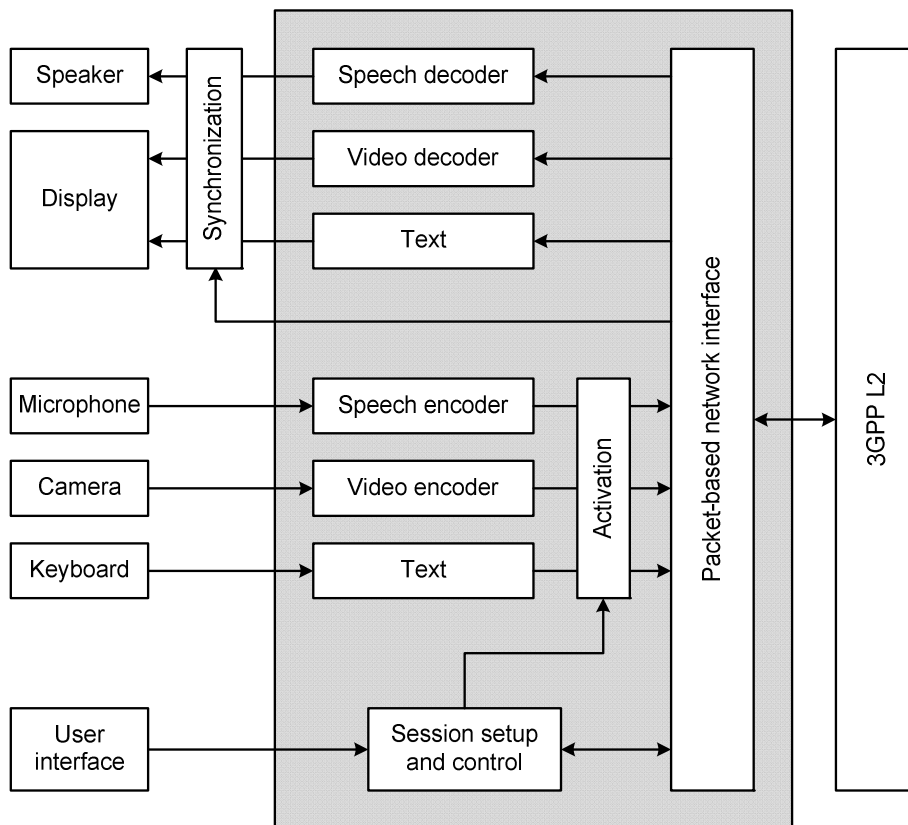 Speaker
Synchronization
Speech decoder
Display
Video decoder
Text
Packet-based network interface
3GPP L2
Microphone
Speech encoder
Activation
Camera
Video encoder
Keyboard
Text
User
interface
Session setup
and control